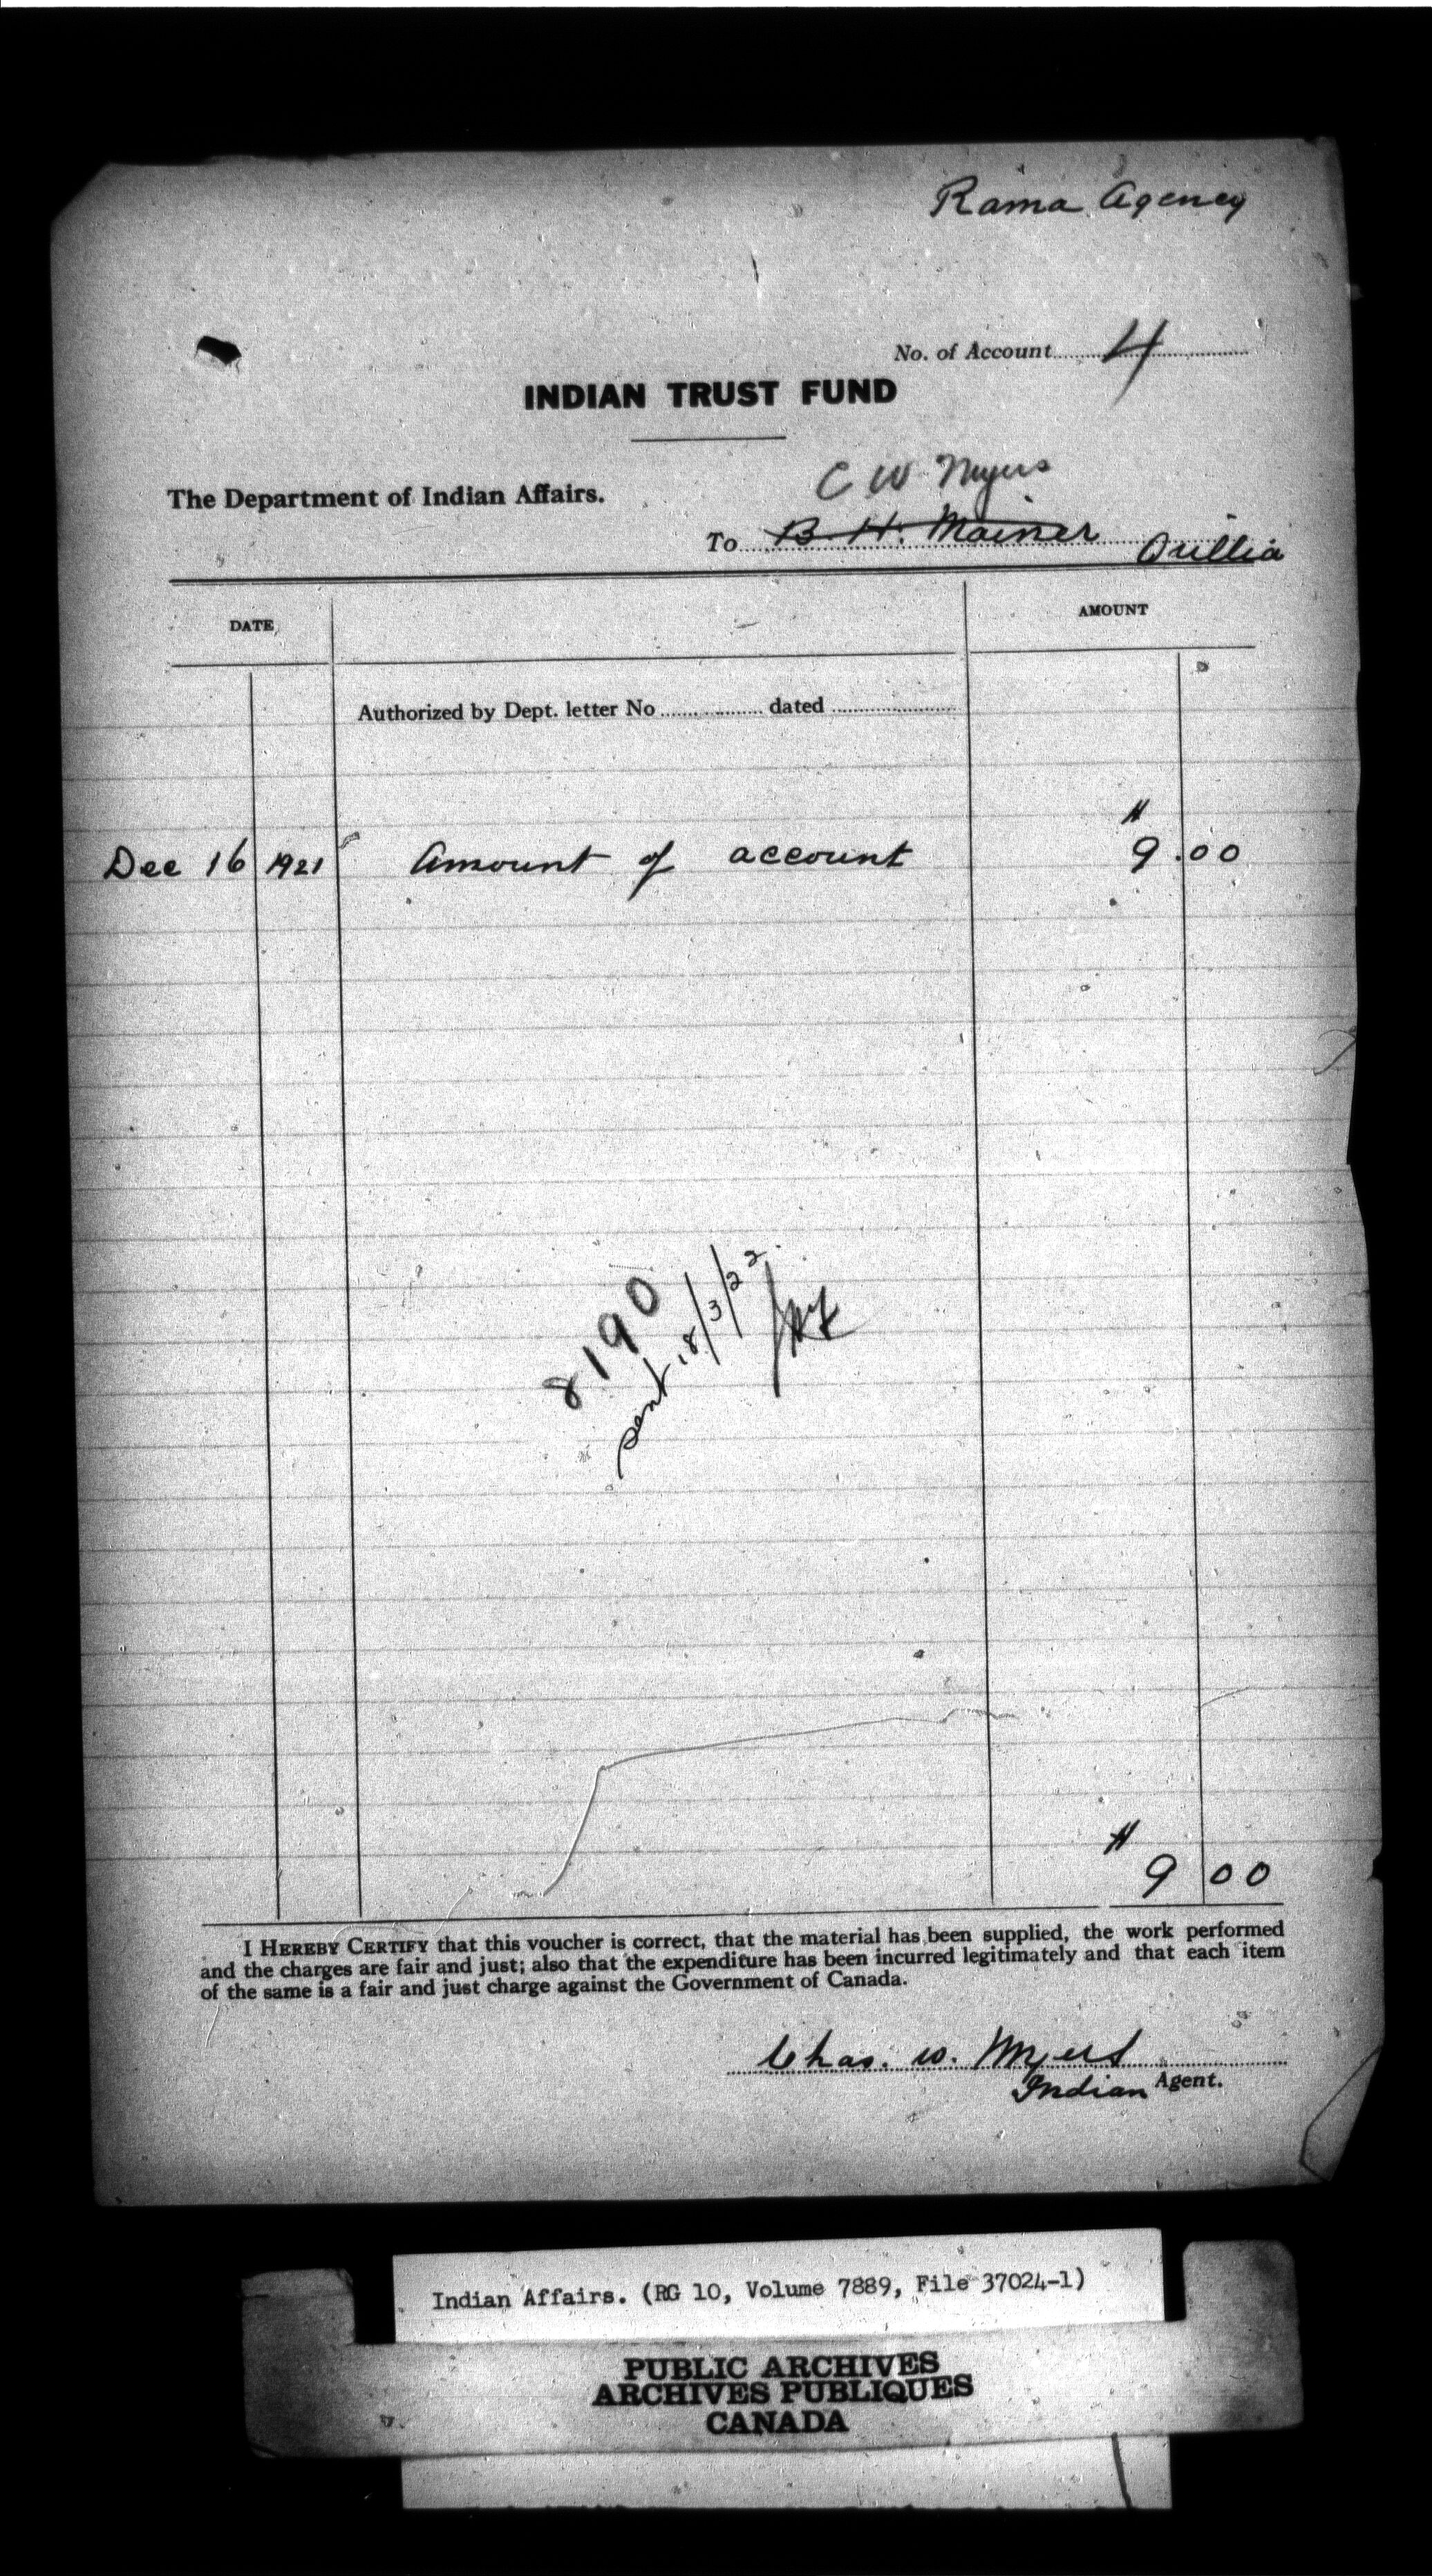 Rama Agency
No. of Account 4
INDIAN TRUST FUND
The Department of Indian Affairs.
C W Myers
To B. H. Mainer Orillia
DATE AMOUNT
Authorized by Dept. letter No dated
Dec 16 1921 Amount of account $ 9.00
8190
sent 18/3/22
$ 9 00
I HEREBY CERTIFY that this voucher is correct, that the material has been supplied, the work performed
and the charges are fair and just; also that the expenditure has been incurred legitimately and that each item
of the same is a fair and just charge against the Government of Canada.
Chas. W. Myers
Indian Agent.
Indian Affairs. (RG 10, Volume 7889, File 37024-1)
PUBLIC ARCHIVES
ARCHIVES PUBLIQUES
CANADA